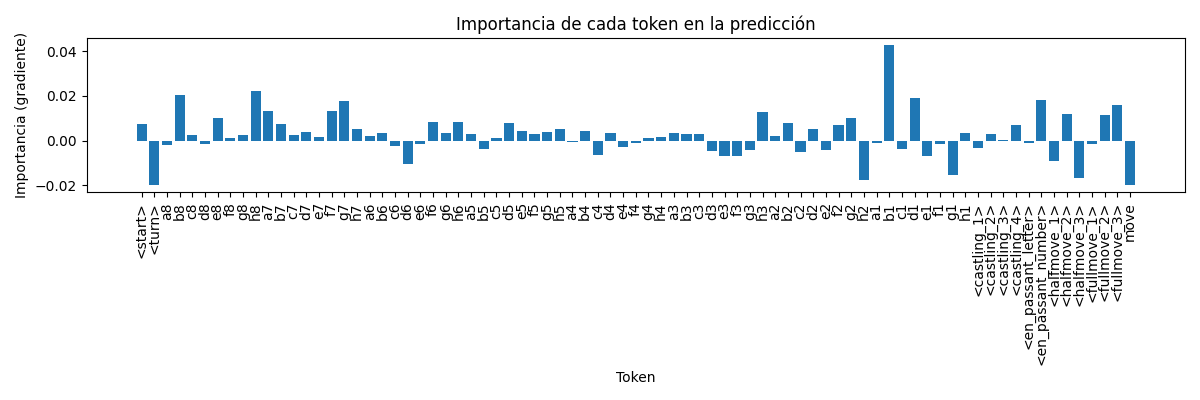 Importancia de cada token en la predicción
Importancia (gradiente)
0.04
0.02
0.00
−0.02
<start>
<turn>
a8
b8
c8
d8
e8
f8
g8
h8
a7
b7
c7
d7
e7
f7
g7
h7
a6
b6
c6
d6
e6
f6
g6
h6
a5
b5
c5
d5
e5
f5
g5
h5
a4
b4
c4
d4
e4
f4
g4
h4
a3
b3
c3
d3
e3
f3
g3
h3
a2
b2
c2
d2
e2
f2
g2
h2
a1
b1
c1
d1
e1
f1
g1
h1
<castling_1>
<castling_2>
<castling_3>
<castling_4>
<en_passant_letter>
<en_passant_number>
<halfmove_1>
<halfmove_2>
<halfmove_3>
<fullmove_1>
<fullmove_2>
<fullmove_3>
move
Token